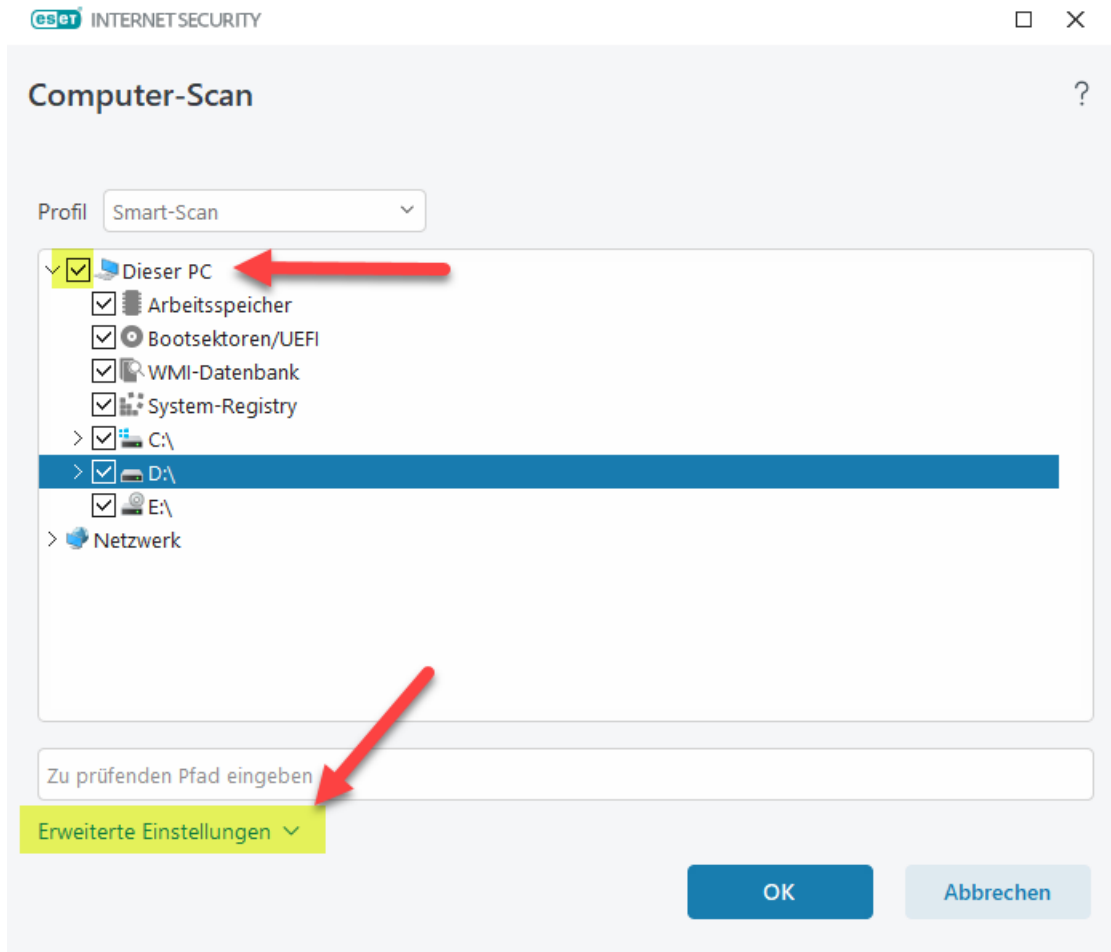 eset INTERNET SECURITY
Computer-Scan
?
Profil Smart-Scan
Dieser PC
Arbeitsspeicher
Bootsektoren/UEFI
WMI-Datenbank
System-Registry
C:\
D:\
E:\
Netzwerk
Zu prüfenden Pfad eingeben
Erweiterte Einstellungen
OK Abbrechen